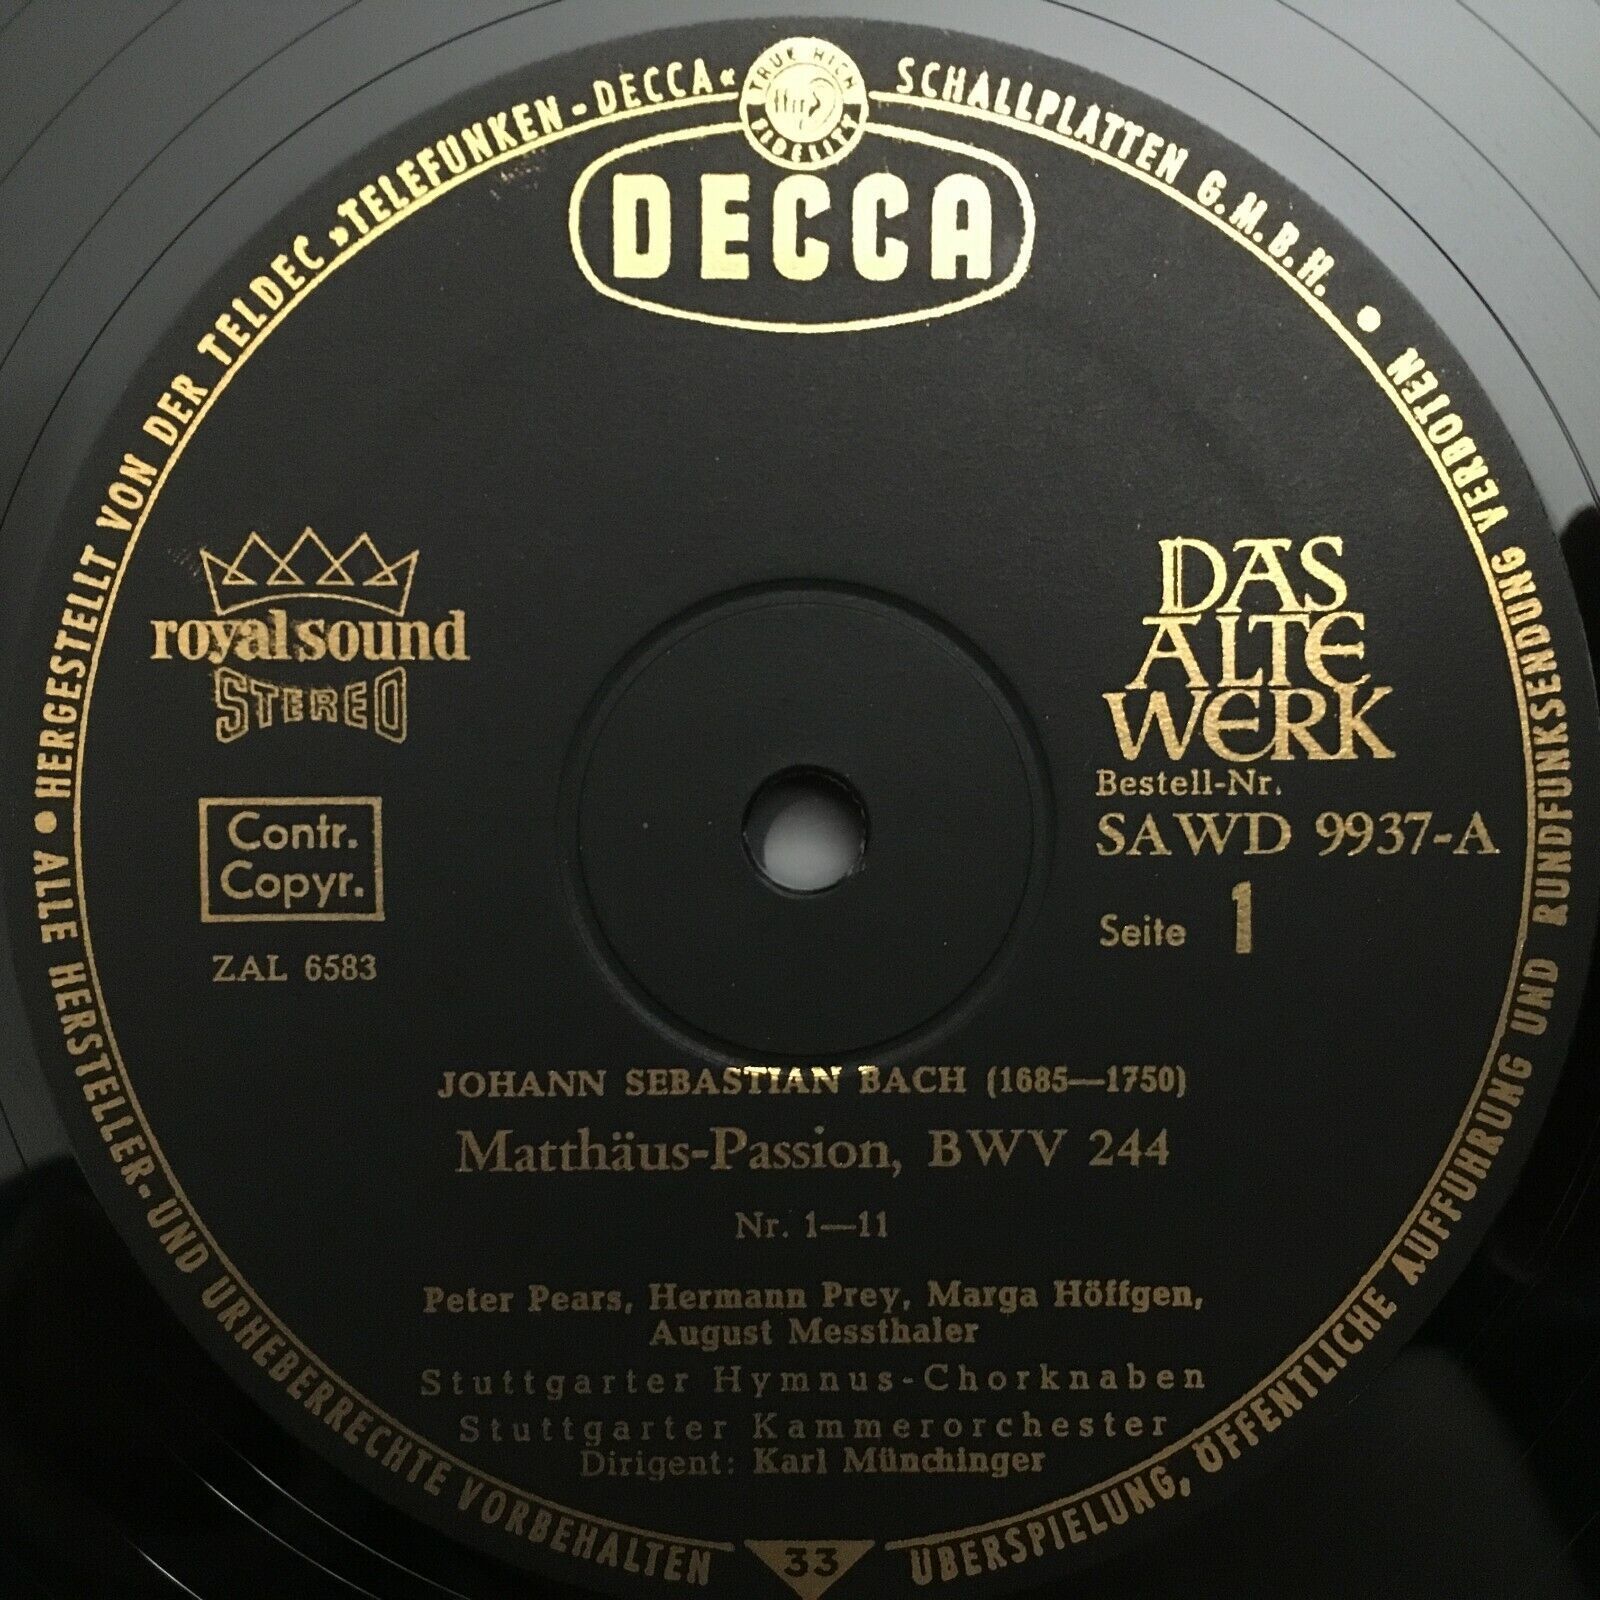 HERGESTELLT VON DER TELDEC »TELEFUNKEN-DECCA« SCHALLPLATTEN G.M.B.H. •
ALLE HERSTELLER- UND URHEBERRECHTE VORBEHALTEN
ÜBERSPIELUNG, ÖFFENTLICHE AUFFÜHRUNG UND RUNDFUNKSENDUNG VERBOTEN
TRUE HIGH FIDELITY
DECCA
royal sound
STEREO
DAS
ALTE
WERK
Bestell-Nr.
SAWD 9937-A
Seite 1
Contr.
Copyr.
ZAL 6583
JOHANN SEBASTIAN BACH (1685—1750)
Matthäus-Passion, BWV 244
Nr. 1—11
Peter Pears, Hermann Prey, Marga Höffgen,
August Messthaler
Stuttgarter Hymnus-Chorknaben
Stuttgarter Kammerorchester
Dirigent: Karl Münchinger
33